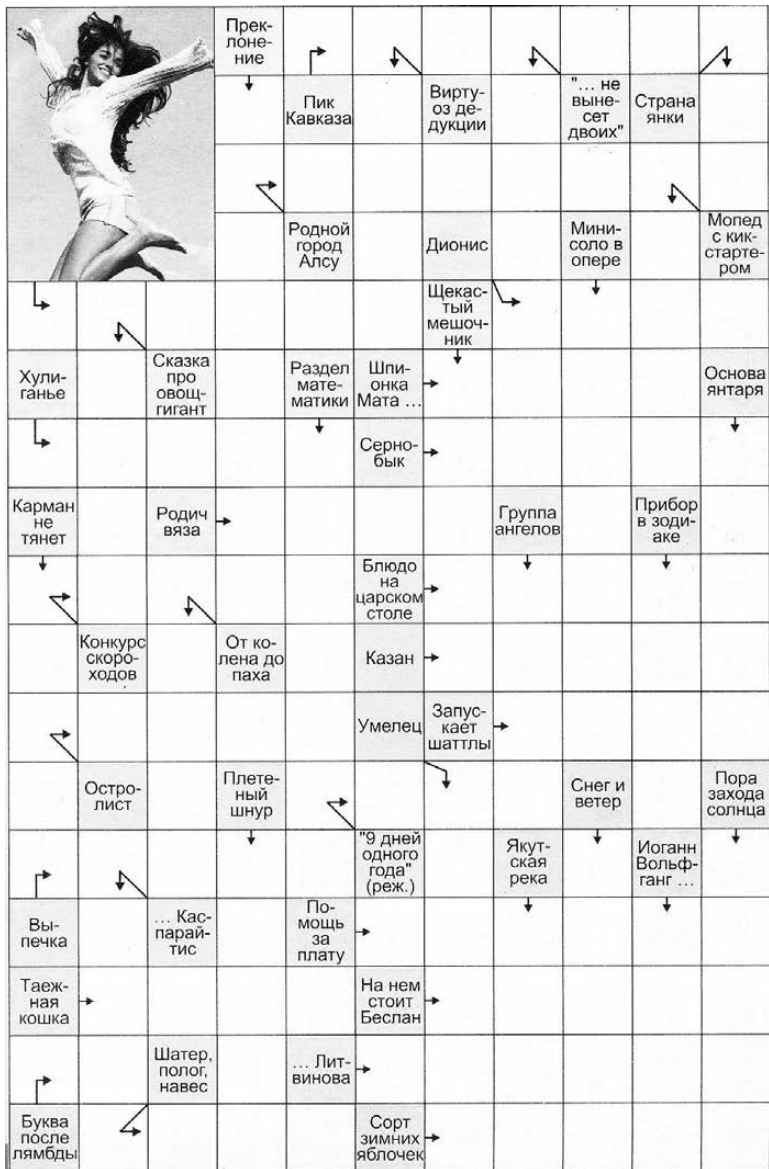 Прек-
лоне-
ние
Пик
Кавказа
Вирту-
оз де-
дукции
"... не
выне-
сет
двоих"
Страна
янки
Родной
город
Алсу
Дионис
Мини-
соло в
опере
Мопед
с кик-
старте-
ром
Щекас-
тый
мешоч-
ник
Хули-
ганье
Сказка
про
овощ-
гигант
Раздел
мате-
матики
Шпи-
онка
Мата ...
Основа
янтаря
Серно-
бык
Карман
не
тянет
Родич
вяза
Группа
ангелов
Прибор
в зоди-
аке
Блюдо
на
царском
столе
Конкурс
скоро-
ходов
От ко-
лена до
паха
Казан
Умелец
Запус-
кает
шаттлы
Остро-
лист
Плете-
ный
шнур
Снег и
ветер
Пора
захода
солнца
"9 дней
одного
года"
(реж.)
Якут-
ская
река
Иоганн
Вольф-
ганг ...
Вы-
печка
... Кас-
парай-
тис
По-
мощь
за
плату
Таеж-
ная
кошка
На нем
стоит
Беслан
Шатер,
полог,
навес
... Лит-
винова
Буква
после
лямбды
Сорт
зимних
яблочек